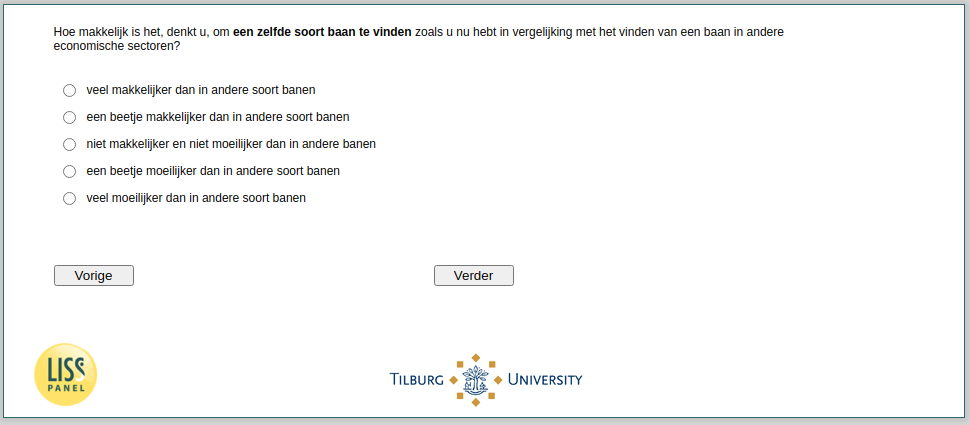 Hoe makkelijk is het, denkt u, om een zelfde soort baan te vinden zoals u nu hebt in vergelijking met het vinden van een baan in andere
economische sectoren?
veel makkelijker dan in andere soort banen
een beetje makkelijker dan in andere soort banen
niet makkelijker en niet moeilijker dan in andere banen
een beetje moeilijker dan in andere soort banen
veel moeilijker dan in andere soort banen
Vorige
Verder
LISS
PANEL
TILBURG UNIVERSITY